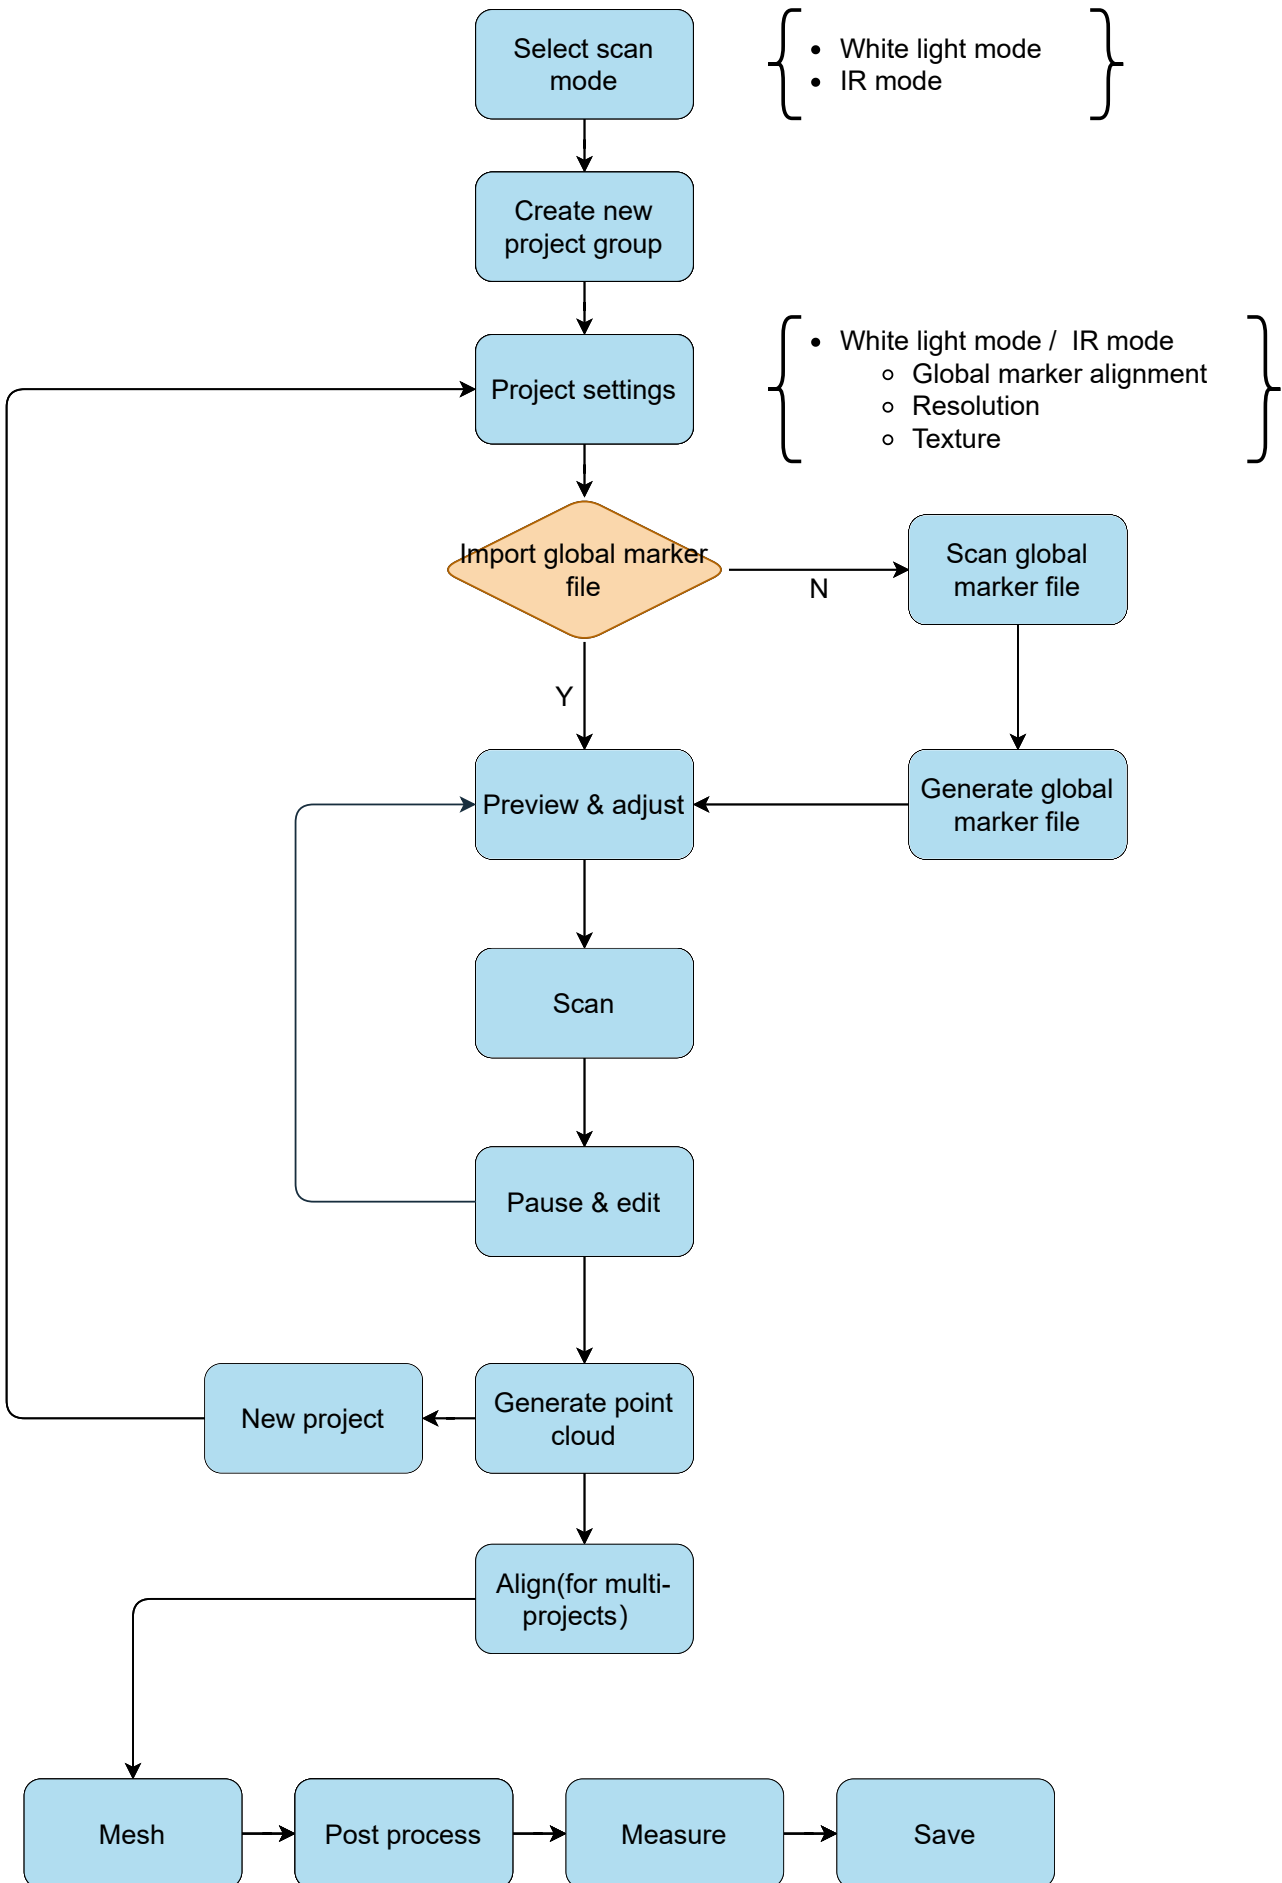 Select scan
mode
White light mode
IR mode
Create new
project group
Project settings
White light mode /  IR mode
Global marker alignment
Resolution
Texture
Import global marker
file
N
Scan global
marker file
Y
Preview & adjust
Generate global
marker file
Scan
Pause & edit
New project
Generate point
cloud
Align(for multi-
projects)
Mesh
Post process
Measure
Save